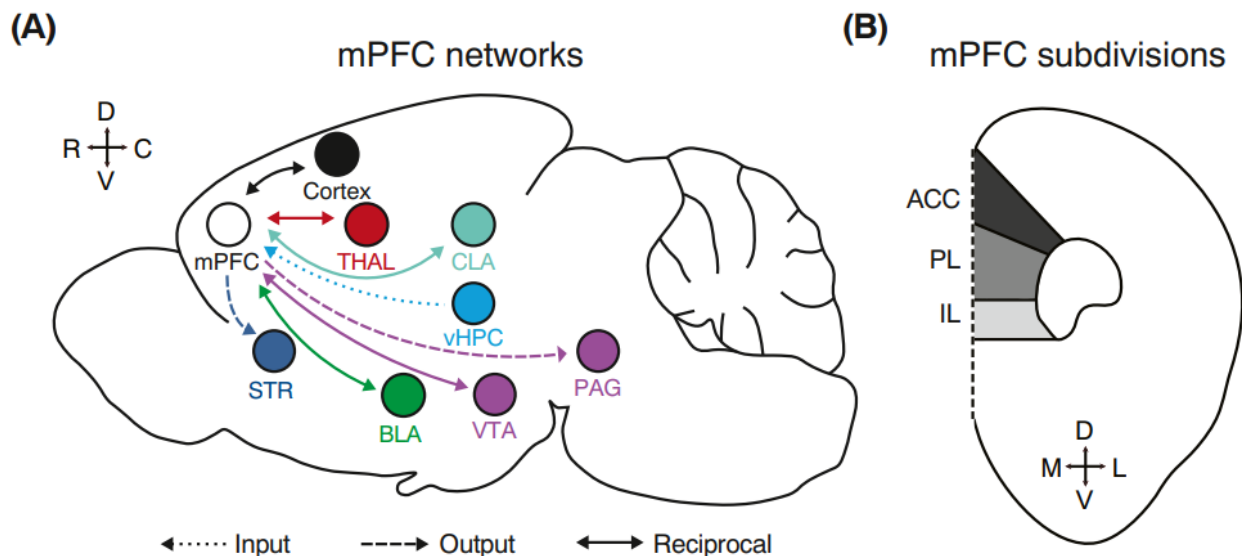 (A)
mPFC networks
D
R C
V
Cortex
mPFC
THAL
CLA
vHPC
STR
BLA
VTA
PAG
Input
Output
Reciprocal
(B)
mPFC subdivisions
ACC
PL
IL
D
M L
V